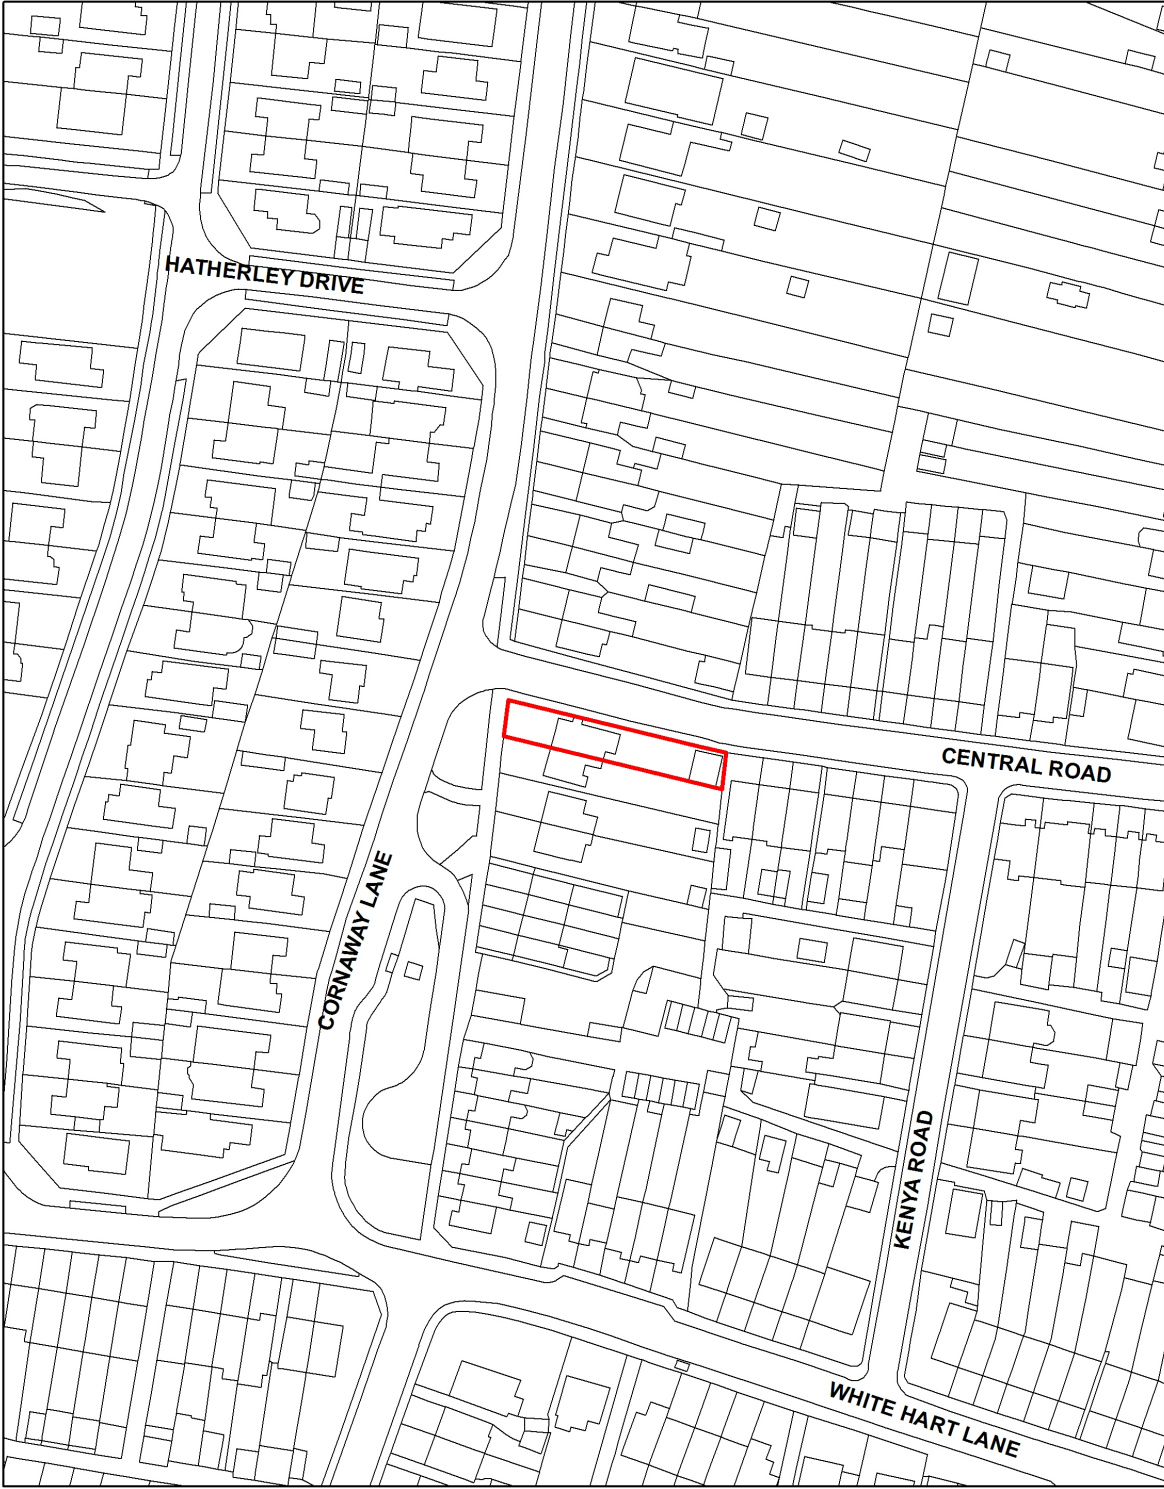 HATHERLEY DRIVE
CENTRAL ROAD
CORNAWAY LANE
KENYA ROAD
WHITE HART LANE